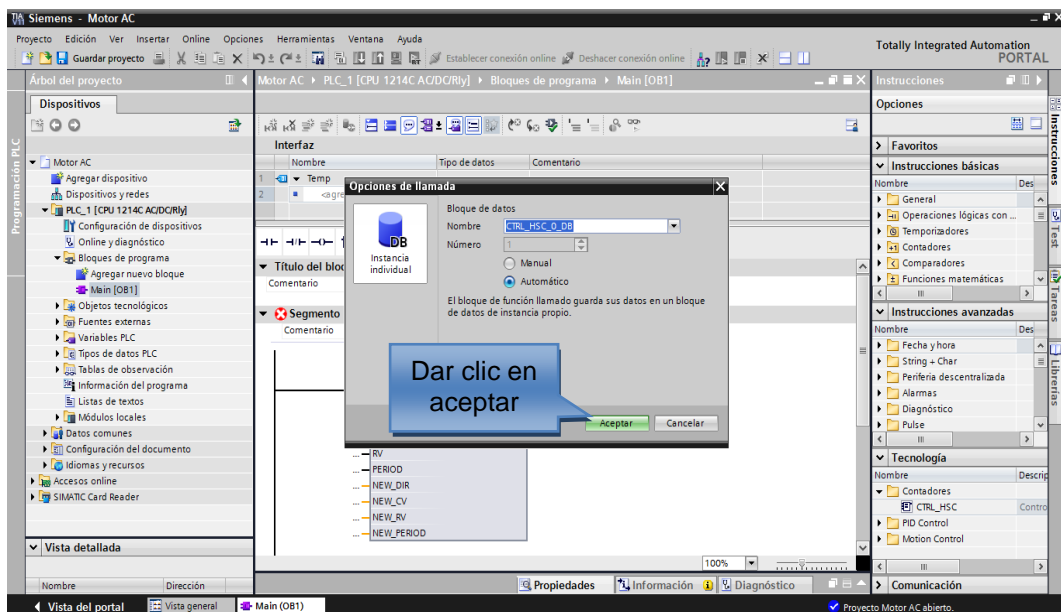 Siemens - Motor AC
Proyecto Edición Ver Insertar Online Opciones Herramientas Ventana Ayuda
Totally Integrated Automation
PORTAL
Guardar proyecto
Establecer conexión online
Deshacer conexión online
Árbol del proyecto
Motor AC PLC_1 [CPU 1214C AC/DC/Rly] Bloques de programa Main [OB1]
Instrucciones
Dispositivos
Opciones
Programación PLC
Motor AC
Agregar dispositivo
Dispositivos y redes
PLC_1 [CPU 1214C AC/DC/Rly]
Configuración de dispositivos
Online y diagnóstico
Bloques de programa
Agregar nuevo bloque
Main [OB1]
Objetos tecnológicos
Fuentes externas
Variables PLC
Tipos de datos PLC
Tablas de observación
Información del programa
Listas de textos
Módulos locales
Datos comunes
Configuración del documento
Idiomas y recursos
Accesos online
SIMATIC Card Reader
Vista detallada
Nombre Dirección
Interfaz
Nombre Tipo de datos Comentario
1 Temp
2 <agre
Título del bloq
Comentario
Segmento
Comentario
Opciones de llamada
DB
Instancia
individual
Bloque de datos
Nombre CTRL_HSC_0_DB
Número 1
Manual
Automático
El bloque de función llamado guarda sus datos en un bloque
de datos de instancia propio.
Dar clic en
aceptar
Aceptar Cancelar
... RV
... PERIOD
... NEW_DIR
... NEW_CV
... NEW_RV
... NEW_PERIOD
100%
Propiedades Información Diagnóstico
Favoritos
Instrucciones básicas
Nombre Des
General
Operaciones lógicas con ...
Temporizadores
Contadores
Comparadores
Funciones matemáticas
Instrucciones avanzadas
Nombre Des
Fecha y hora
String + Char
Periferia descentralizada
Alarmas
Diagnóstico
Pulse
Tecnología
Nombre Descrip
Contadores
CTRL_HSC Contro
PID Control
Motion Control
Comunicación
Instrucciones
Test
Tareas
Librerías
Vista del portal Vista general Main (OB1)
Proyecto Motor AC abierto.